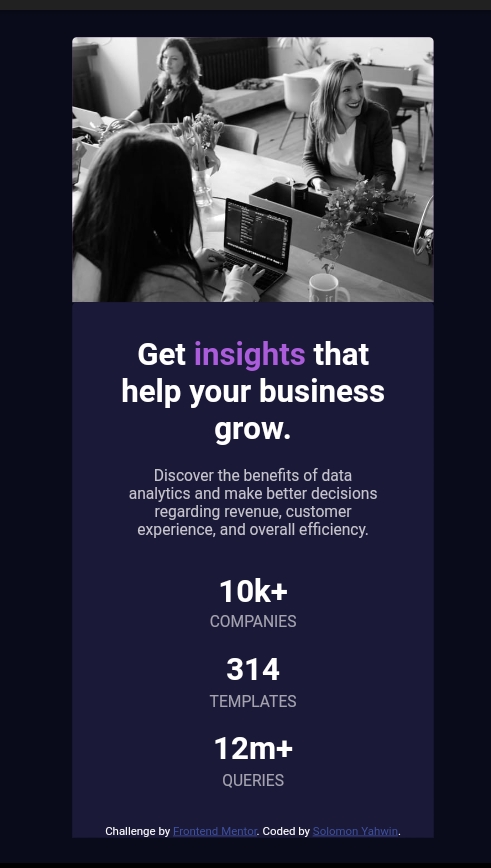 Get insights that
help your business
grow.
Discover the benefits of data
analytics and make better decisions
regarding revenue, customer
experience, and overall efficiency.
10k+
COMPANIES
314
TEMPLATES
12m+
QUERIES
Challenge by Frontend Mentor. Coded by Solomon Yahwin.